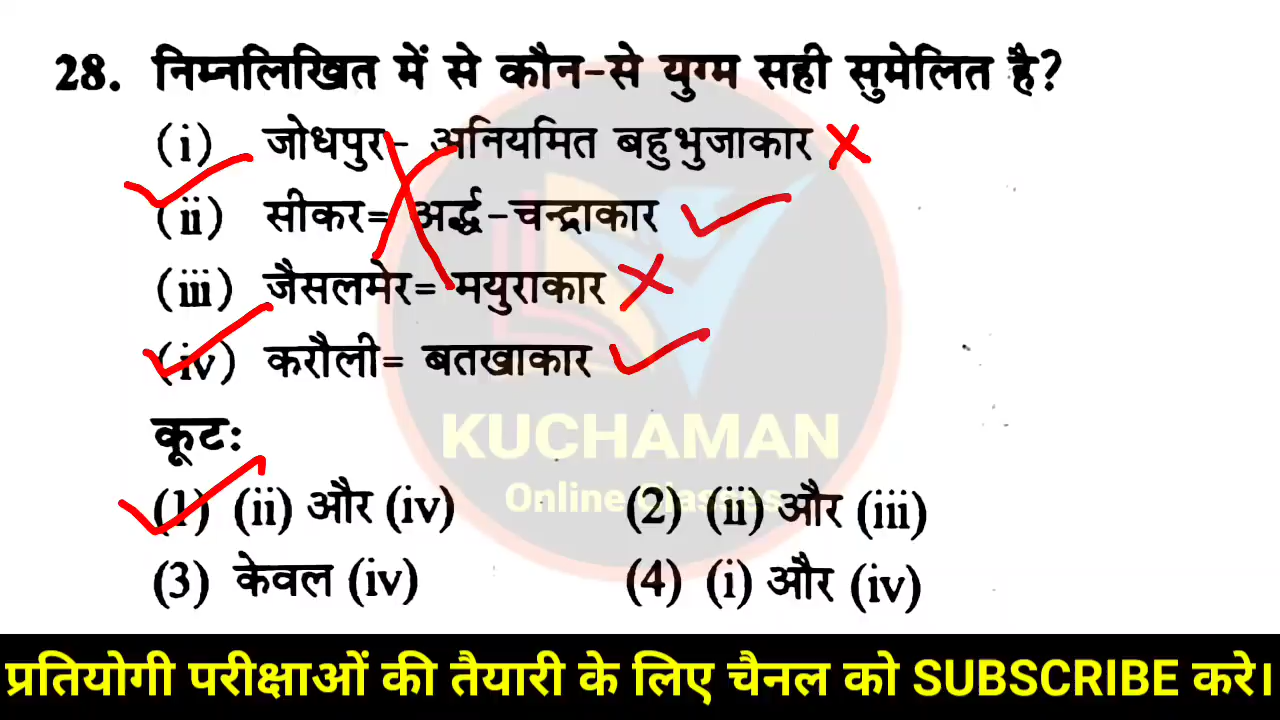 28. निम्नलिखित में से कौन-से युग्म सही सुमेलित है?
(i) जोधपुर- अनियमित बहुभुजाकार
(ii) सीकर= अर्द्ध-चन्द्राकार
(iii) जैसलमेर= मयुराकार
(iv) करौली= बतखाकार
कूटः
KUCHAMAN
Online Classes
(1) (ii) और (iv) (2) (ii) और (iii)
(3) केवल (iv) (4) (i) और (iv)
प्रतियोगी परीक्षाओं की तैयारी के लिए चैनल को SUBSCRIBE करे।